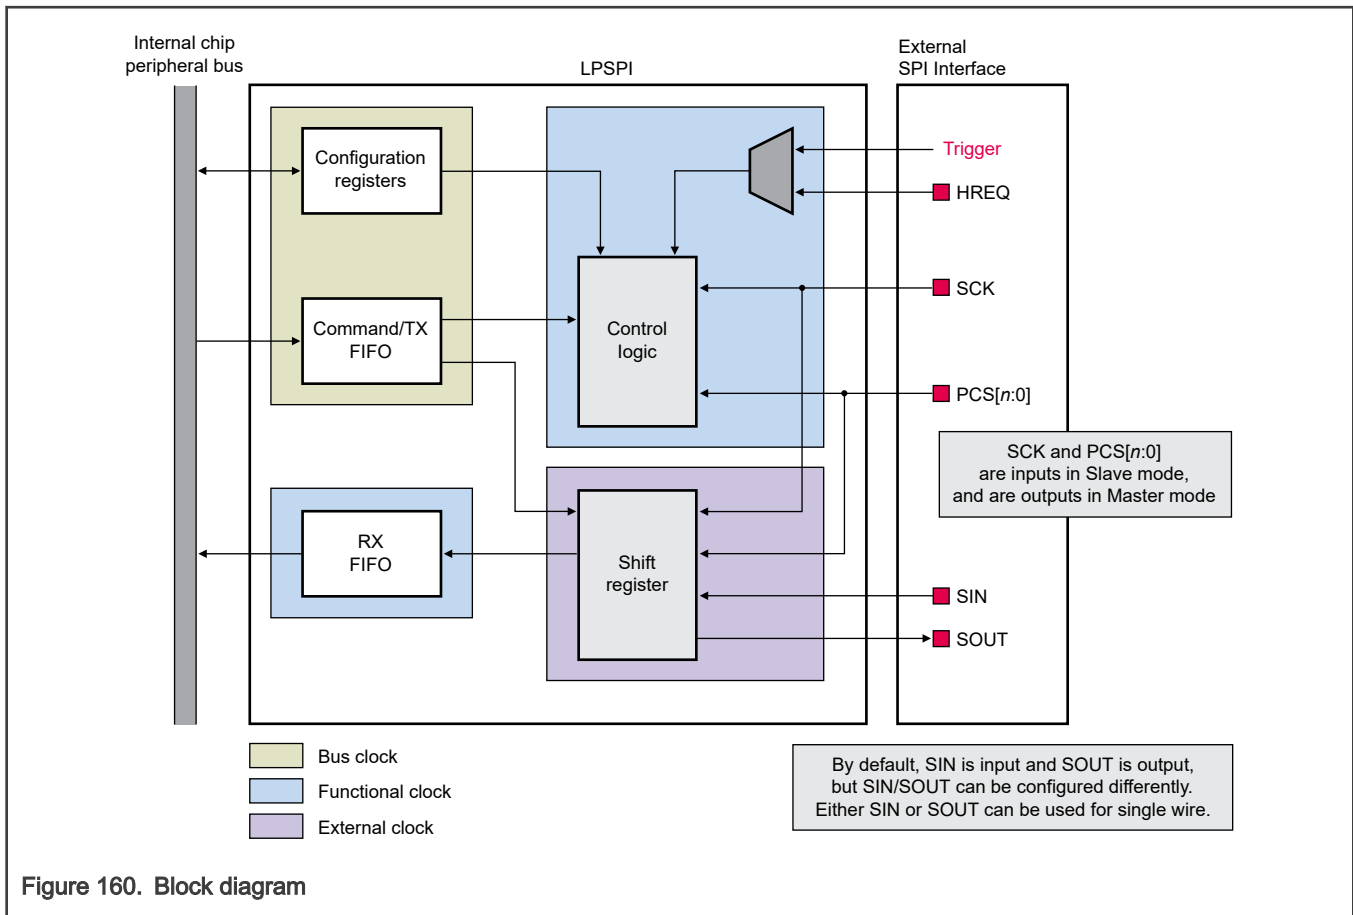 Internal chip
peripheral bus
LPSPI
External
SPI Interface
Configuration
registers
Trigger
HREQ
SCK
Command/TX
FIFO
Control
logic
PCS[n:0]
SCK and PCS[n:0]
are inputs in Slave mode,
and are outputs in Master mode
RX
FIFO
Shift
register
SIN
SOUT
Bus clock
Functional clock
External clock
By default, SIN is input and SOUT is output,
but SIN/SOUT can be configured differently.
Either SIN or SOUT can be used for single wire.
Figure 160. Block diagram